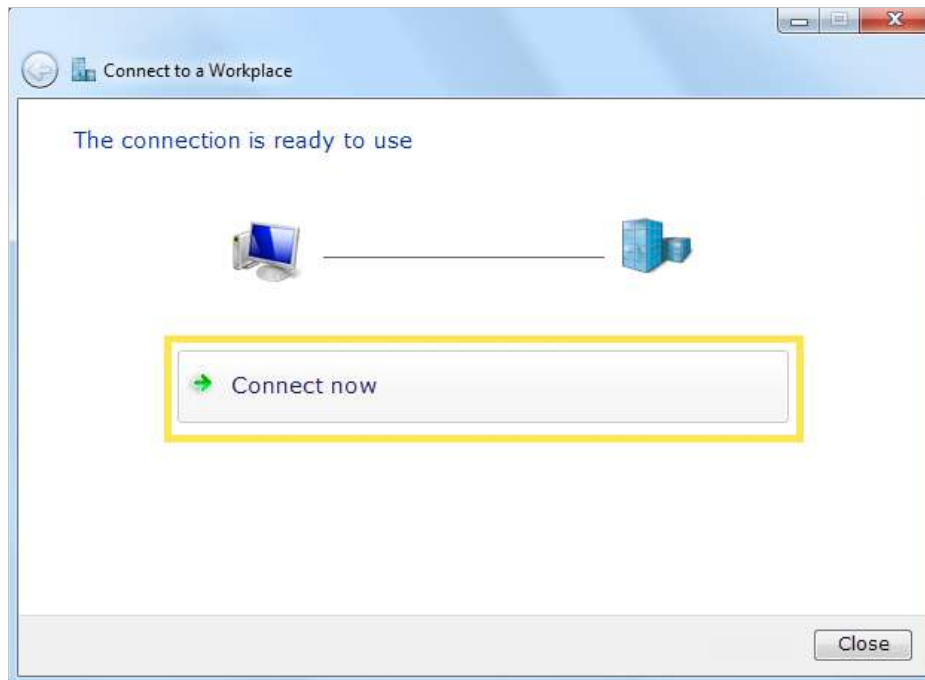 Connect to a Workplace
The connection is ready to use
Connect now
Close